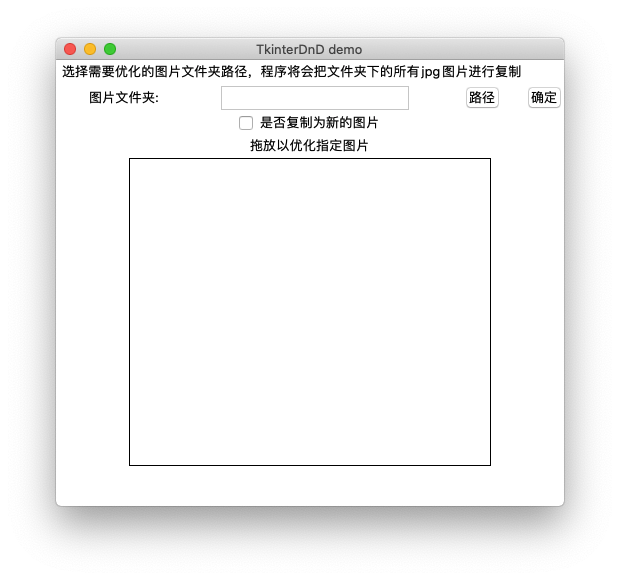 TkinterDnD demo
选择需要优化的图片文件夹路径，程序将会把文件夹下的所有jpg图片进行复制
图片文件夹: 路径 确定
是否复制为新的图片
拖放以优化指定图片